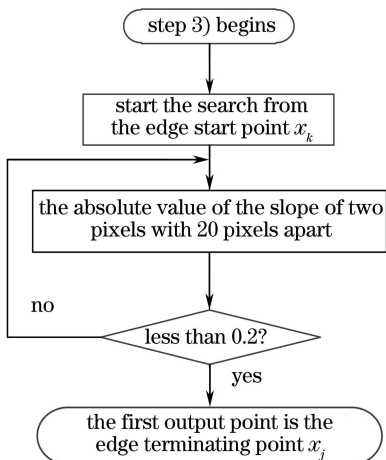 step 3) begins
start the search from
the edge start point x_k
the absolute value of the slope of two
pixels with 20 pixels apart
no
less than 0.2?
yes
the first output point is the
edge terminating point x_j